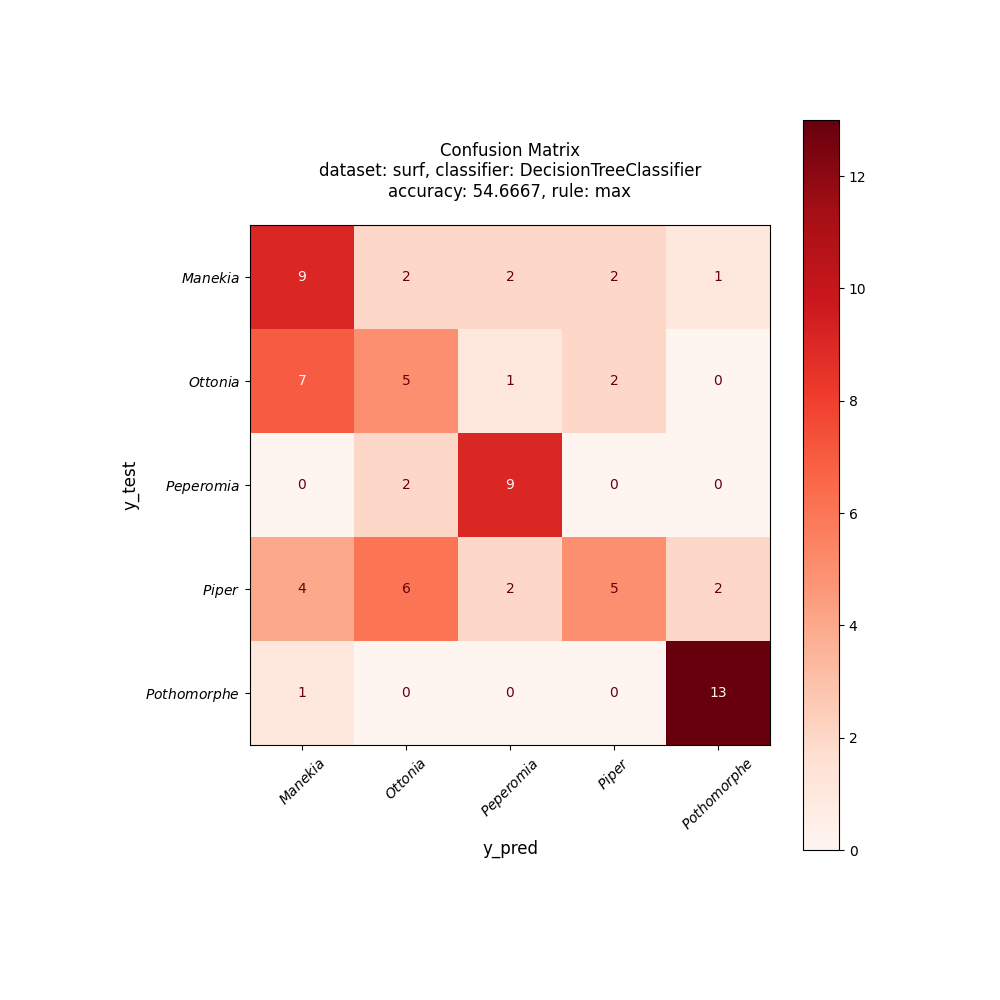 Confusion Matrix
dataset: surf, classifier: DecisionTreeClassifier
accuracy: 54.6667, rule: max
y_test
Manekia 9 2 2 2 1
Ottonia 7 5 1 2 0
Peperomia 0 2 9 0 0
Piper 4 6 2 5 2
Pothomorphe 1 0 0 0 13
Manekia Ottonia Peperomia Piper Pothomorphe
y_pred
12
10
8
6
4
2
0